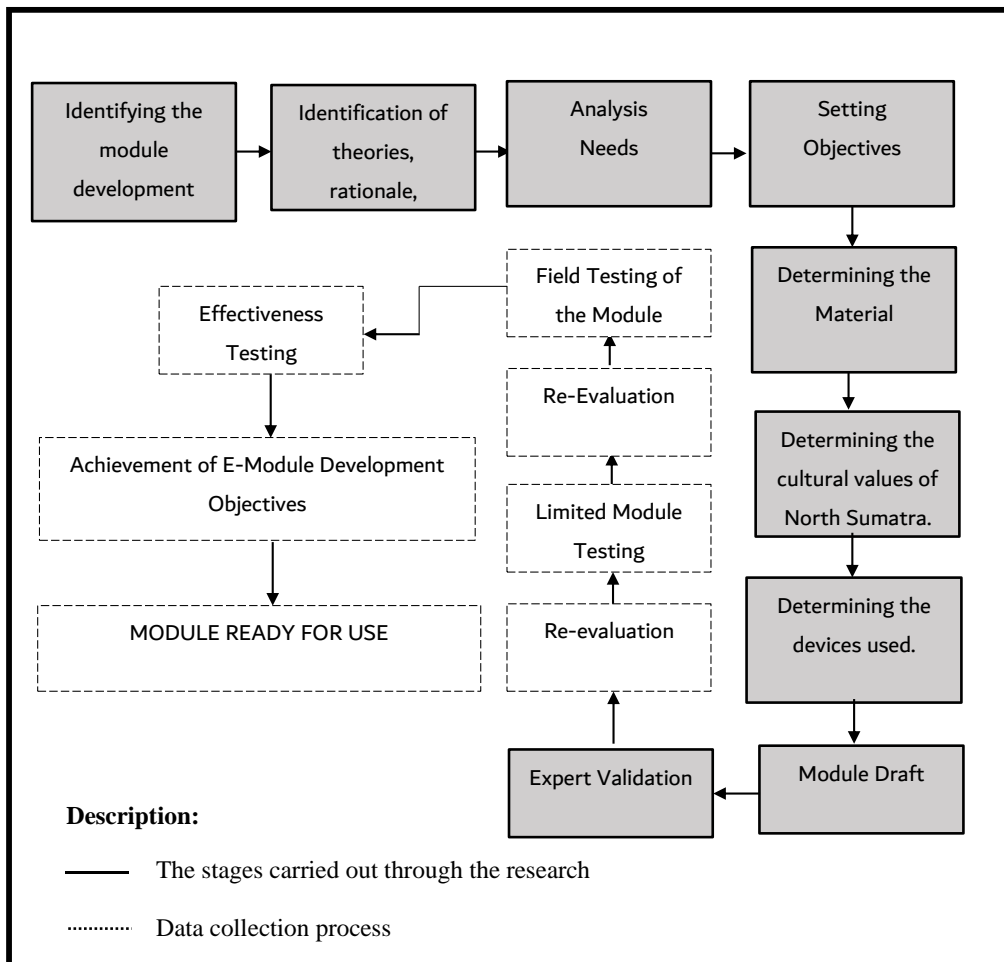 Identifying the
module
development
Identification of
theories,
rationale,
Analysis
Needs
Setting
Objectives
Determining the
Material
Determining the
cultural values of
North Sumatra.
Determining the
devices used.
Module Draft
Expert Validation
Re-evaluation
Limited Module
Testing
Re-Evaluation
Field Testing of
the Module
Effectiveness
Testing
Achievement of E-Module Development
Objectives
MODULE READY FOR USE
Description:
The stages carried out through the research
Data collection process